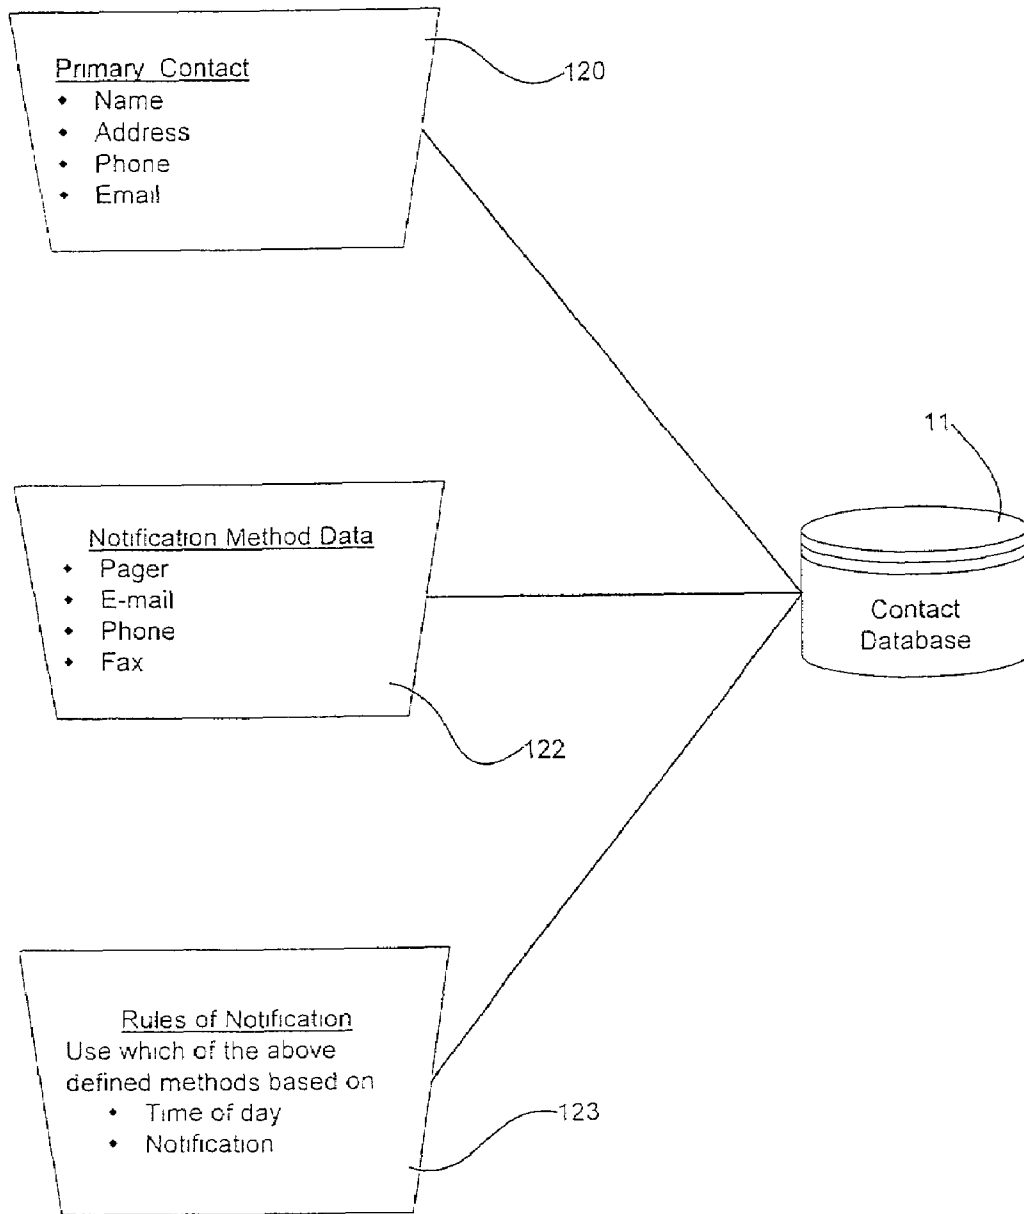 Primary Contact
• Name
• Address
• Phone
• Email
120
11
Contact
Database
Notification Method Data
• Pager
• E-mail
• Phone
• Fax
122
Rules of Notification
Use which of the above
defined methods based on
• Time of day
• Notification
123